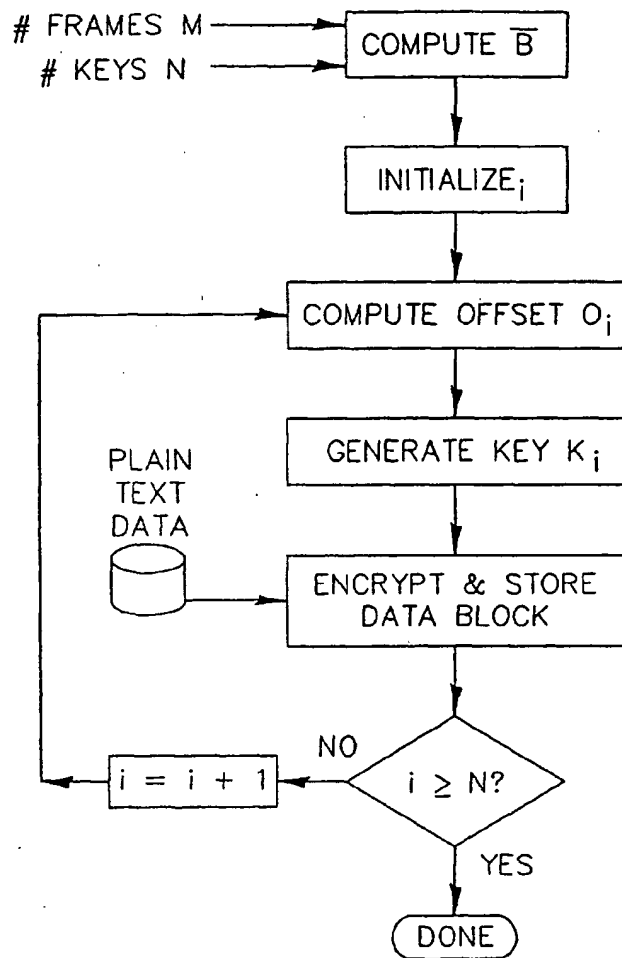 # FRAMES M
# KEYS N
COMPUTE B̅
INITIALIZEᵢ
COMPUTE OFFSET Oᵢ
GENERATE KEY Kᵢ
PLAIN
TEXT
DATA
ENCRYPT & STORE
DATA BLOCK
NO
i = i + 1
i ≥ N?
YES
DONE